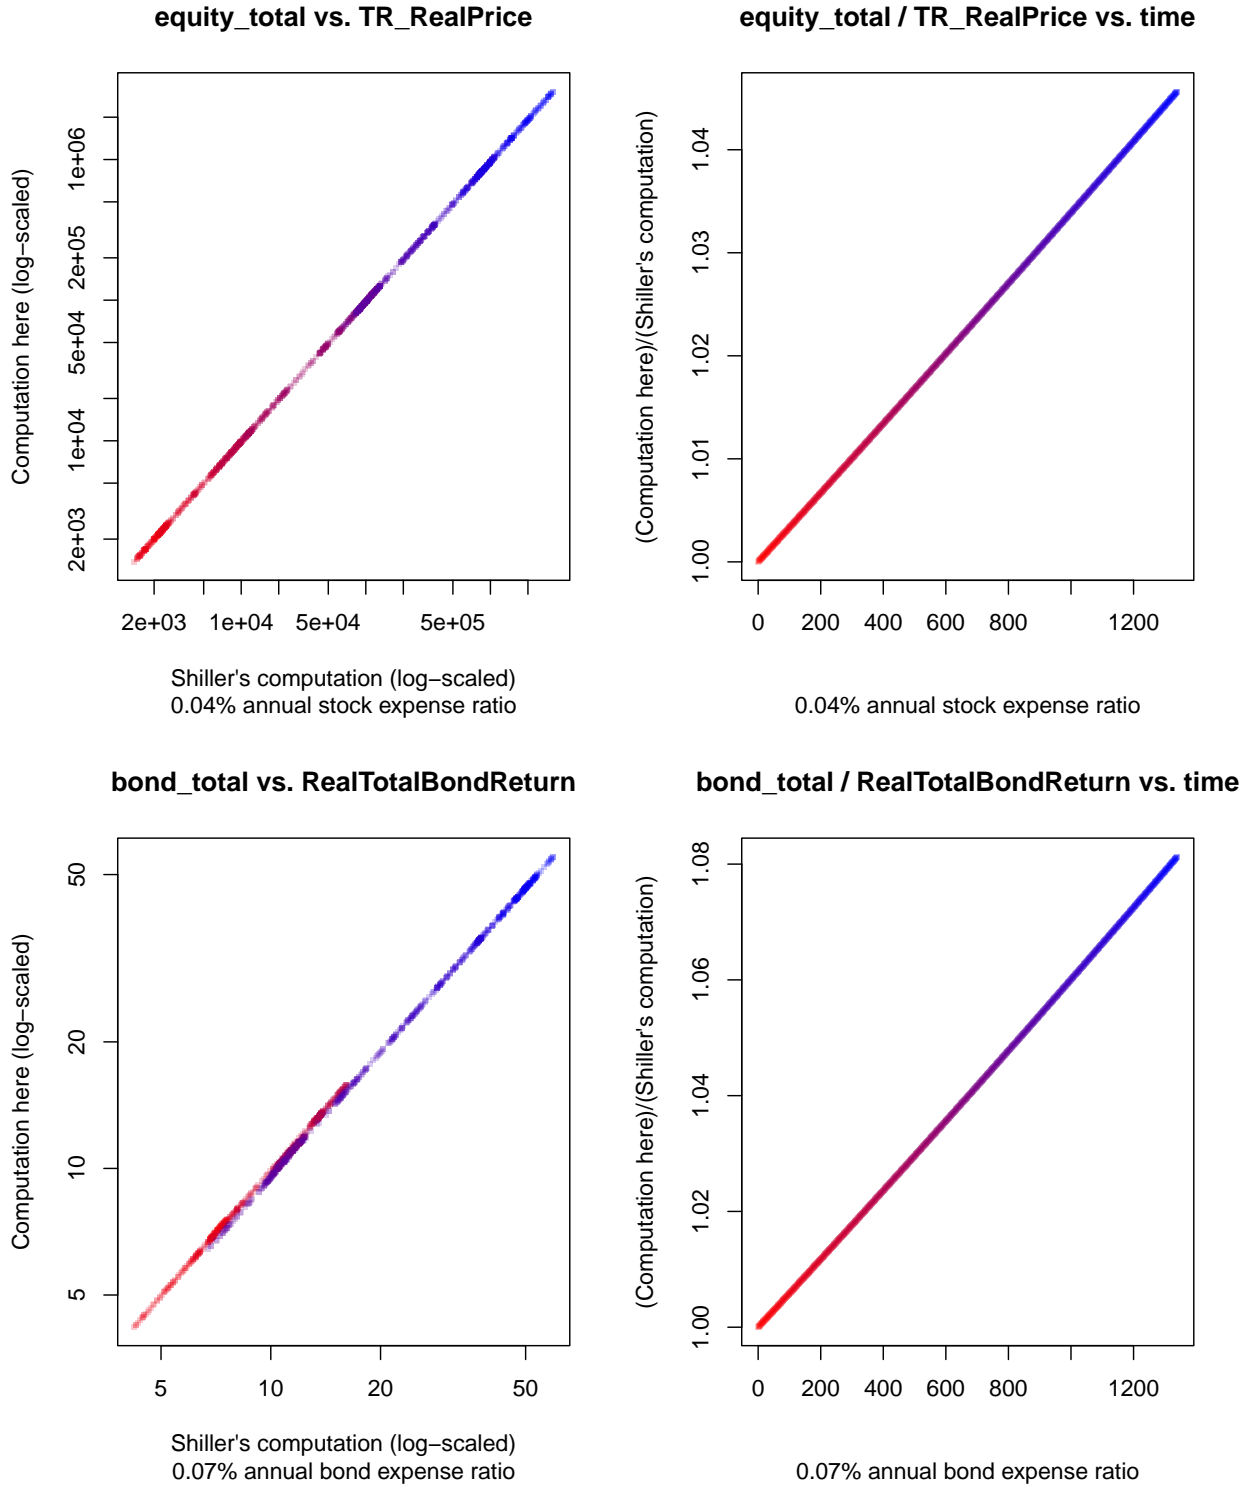 equity_total vs. TR_RealPrice
Computation here (log−scaled)
1e+06
2e+05
5e+04
1e+04
2e+03
2e+03 1e+04 5e+04 5e+05
Shiller's computation (log−scaled)
0.04% annual stock expense ratio
equity_total / TR_RealPrice vs. time
(Computation here)/(Shiller's computation)
1.04
1.03
1.02
1.01
1.00
0 200 400 600 800 1200
0.04% annual stock expense ratio
bond_total vs. RealTotalBondReturn
Computation here (log−scaled)
50
20
10
5
5 10 20 50
Shiller's computation (log−scaled)
0.07% annual bond expense ratio
bond_total / RealTotalBondReturn vs. time
(Computation here)/(Shiller's computation)
1.08
1.06
1.04
1.02
1.00
0 200 400 600 800 1200
0.07% annual bond expense ratio